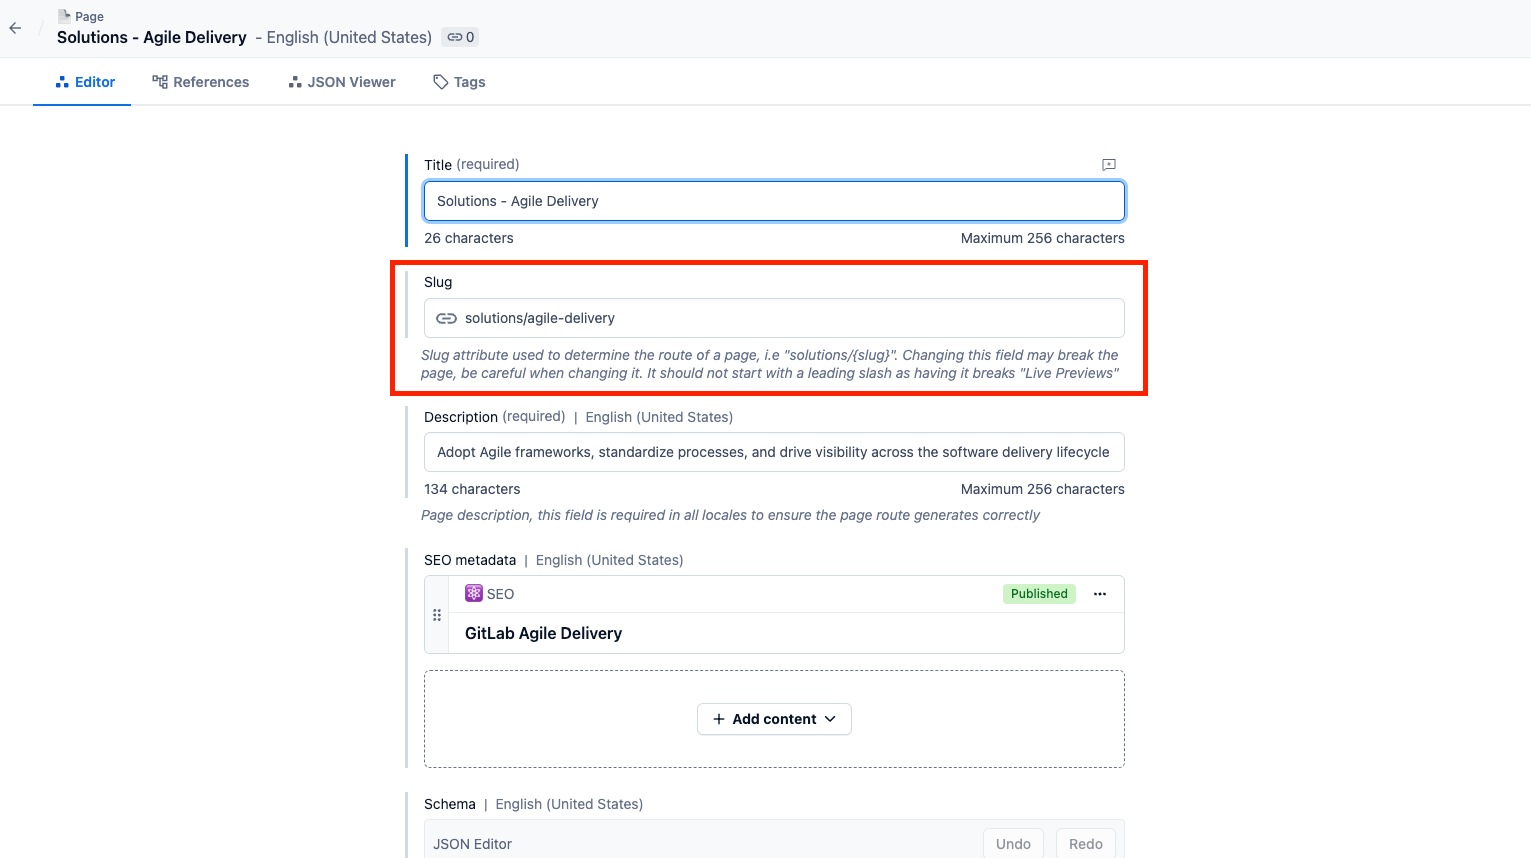 Page
Solutions - Agile Delivery - English (United States) 0
Editor References JSON Viewer Tags
Title (required)
Solutions - Agile Delivery
26 characters Maximum 256 characters
Slug
solutions/agile-delivery
Slug attribute used to determine the route of a page, i.e "solutions/{slug}". Changing this field may break the
page, be careful when changing it. It should not start with a leading slash as having it breaks "Live Previews"
Description (required) | English (United States)
Adopt Agile frameworks, standardize processes, and drive visibility across the software delivery lifecycle
134 characters Maximum 256 characters
Page description, this field is required in all locales to ensure the page route generates correctly
SEO metadata | English (United States)
SEO Published
GitLab Agile Delivery
Add content
Schema | English (United States)
JSON Editor Undo Redo